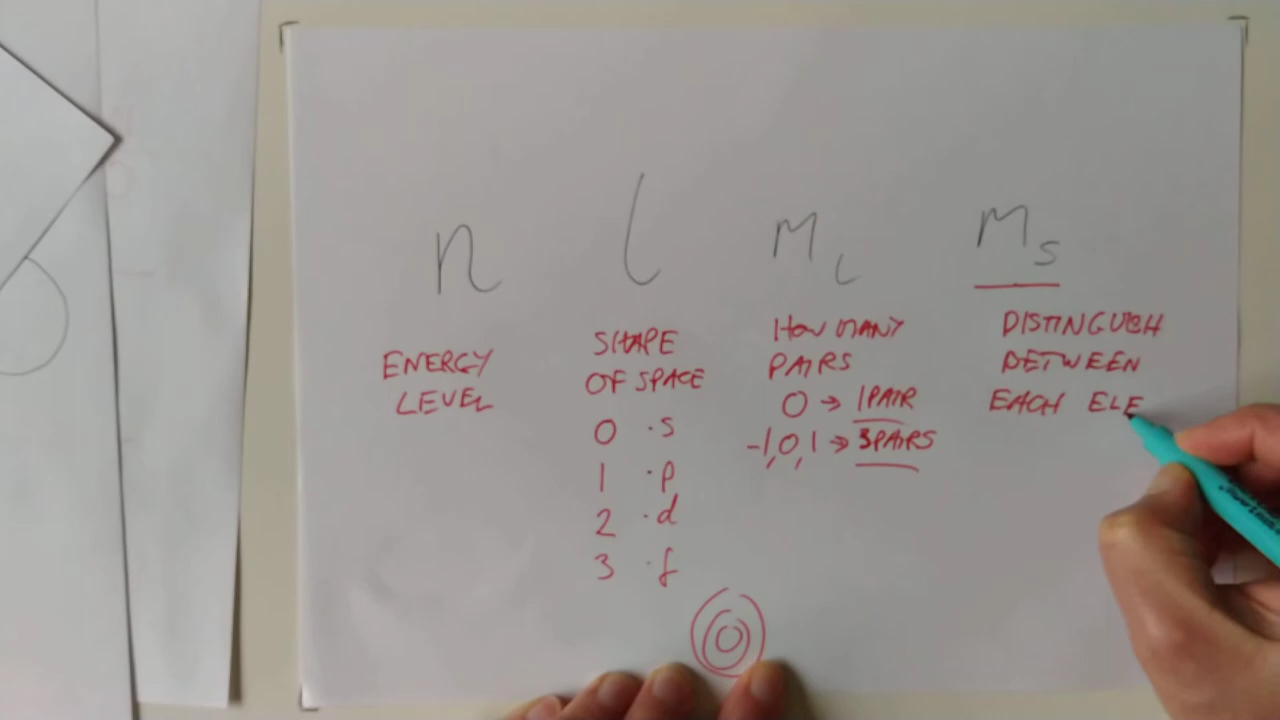 n l m l m s
ENERGY
LEVEL
SHAPE
OF SPACE
0 · s
1 · p
2 · d
3 · f
HOW MANY
PAIRS
0 → 1 PAIR
-1, 0, 1 → 3 PAIRS
DISTINGUISH
BETWEEN
EACH ELE